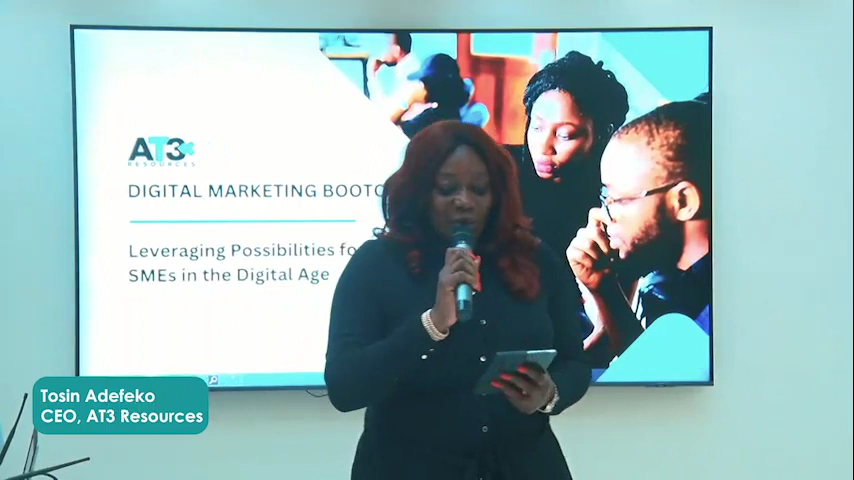 AT3
RESOURCES
DIGITAL MARKETING BOOTC
Leveraging Possibilities fo
SMEs in the Digital Age
Tosin Adefeko
CEO, AT3 Resources